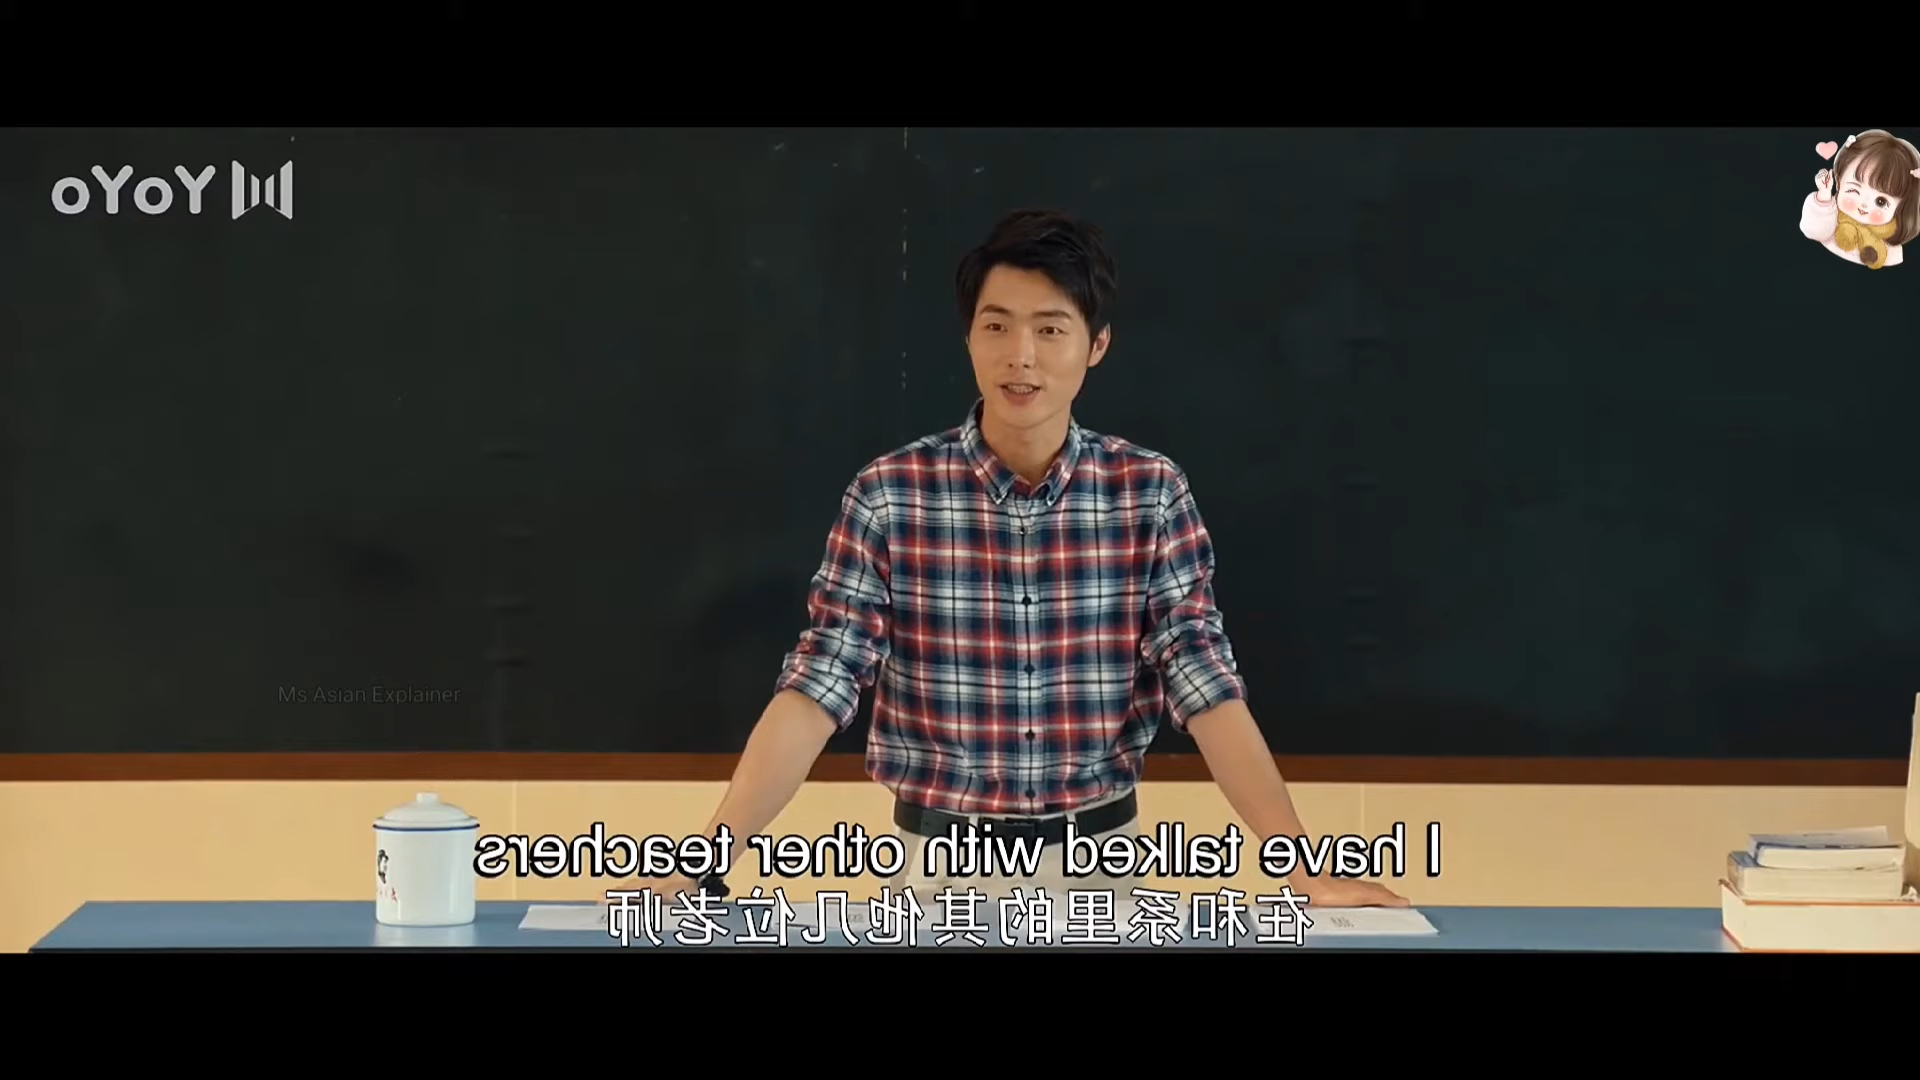 YoYo
Ms Asian Explainer
I have talked with other teachers
在和系里的其他几位老师